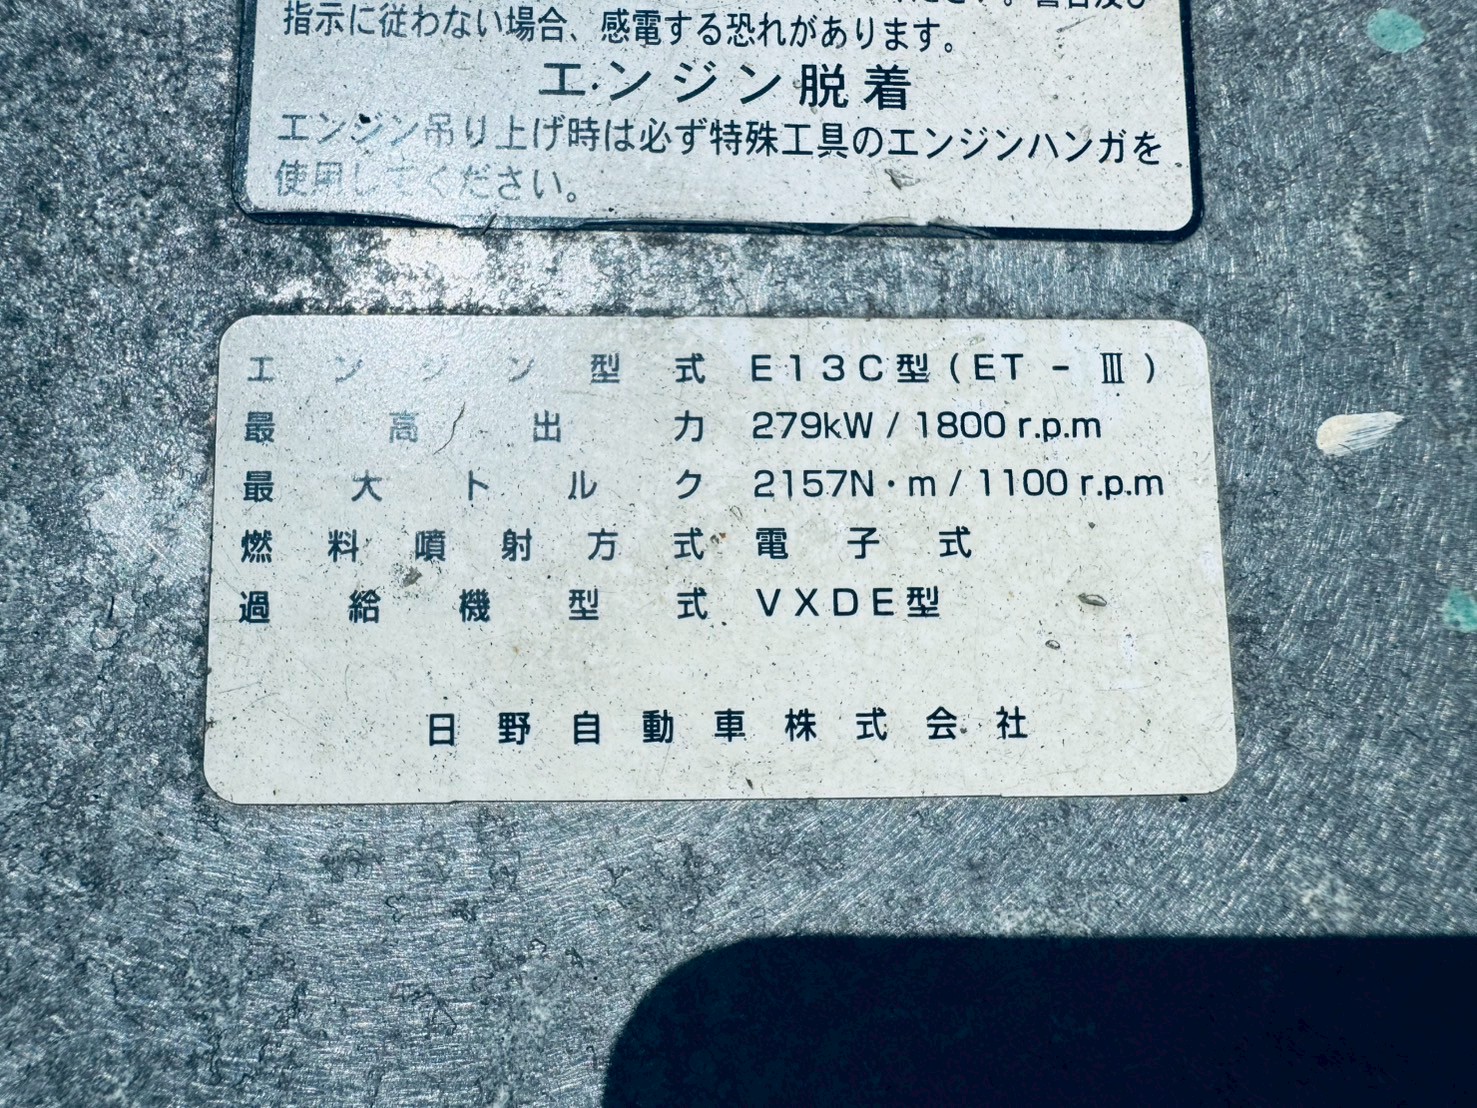 指示に従わない場合、感電する恐れがあります。
エンジン脱着
エンジン吊り上げ時は必ず特殊工具のエンジンハンガを
使用してください。
エンジン型式 E13C型(ET-Ⅲ)
最高出力 279kW/1800 r.p.m
最大トルク 2157N・m/1100 r.p.m
燃料噴射方式 電子式
過給機型式 VXDE型
日野自動車株式会社